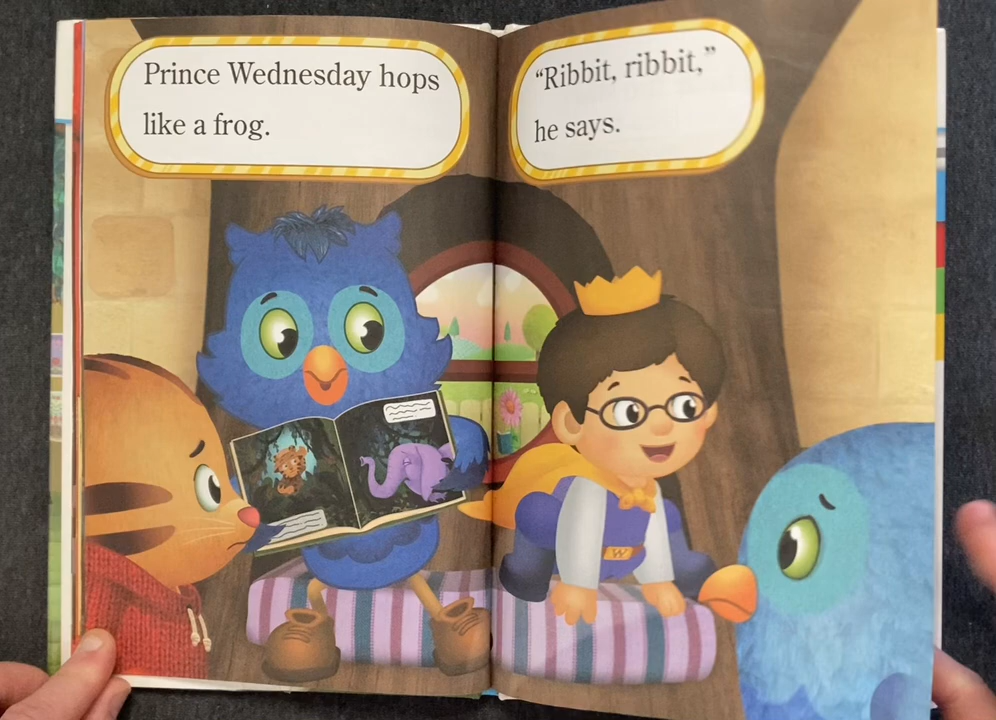 Prince Wednesday hops
like a frog.
“Ribbit, ribbit,”
he says.
W